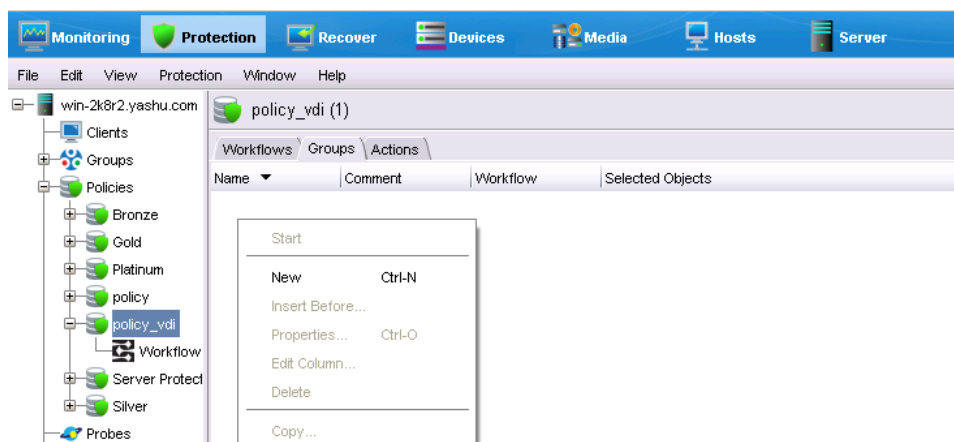 Monitoring Protection Recover Devices Media Hosts Server
File Edit View Protection Window Help
win-2k8r2.yashu.com
Clients
Groups
Policies
Bronze
Gold
Platinum
policy
policy_vdi
Workflow
Server Protect
Silver
Probes
policy_vdi (1)
Workflows Groups Actions
Name Comment Workflow Selected Objects
Start
New Ctrl-N
Insert Before...
Properties... Ctrl-O
Edit Column...
Delete
Copy...